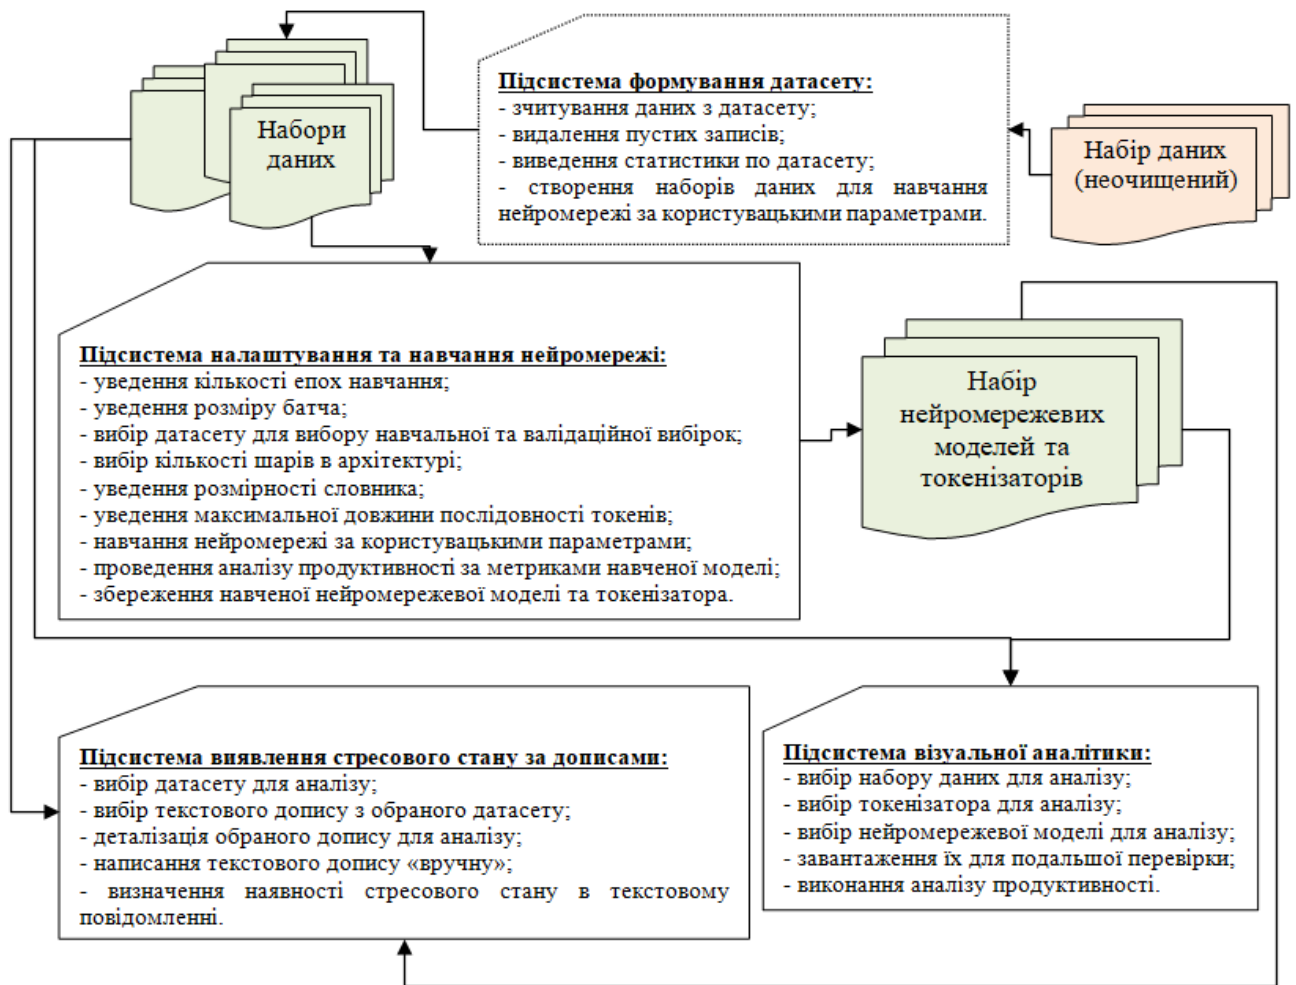 Підсистема формування датасету:
- зчитування даних з датасету;
- видалення пустих записів;
- виведення статистики по датасету;
- створення наборів даних для навчання
нейромережі за користувацькими параметрами.
Набори
даних
Набір даних
(неочищений)
Підсистема налаштування та навчання нейромережі:
- уведення кількості епох навчання;
- уведення розміру батча;
- вибір датасету для вибору навчальної та валідаційної вибірок;
- вибір кількості шарів в архітектурі;
- уведення розмірності словника;
- уведення максимальної довжини послідовності токенів;
- навчання нейромережі за користувацькими параметрами;
- проведення аналізу продуктивності за метриками навченої моделі;
- збереження навченої нейромережевої моделі та токенізатора.
Набір
нейромережевих
моделей та
токенізаторів
Підсистема виявлення стресового стану за дописами:
- вибір датасету для аналізу;
- вибір текстового допису з обраного датасету;
- деталізація обраного допису для аналізу;
- написання текстового допису «вручну»;
- визначення наявності стресового стану в текстовому
повідомленні.
Підсистема візуальної аналітики:
- вибір набору даних для аналізу;
- вибір токенізатора для аналізу;
- вибір нейромережевої моделі для аналізу;
- завантаження їх для подальшої перевірки;
- виконання аналізу продуктивності.